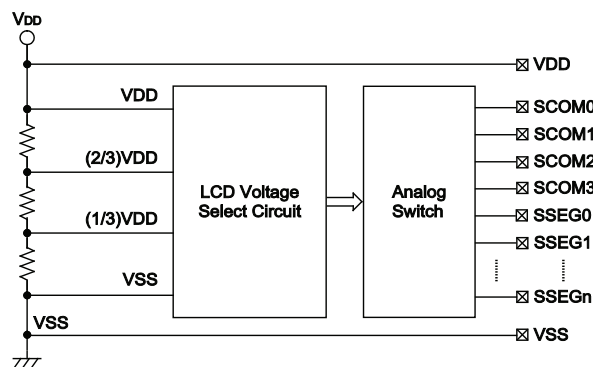 VDD
VDD
VDD
SCOM0
SCOM1
(2/3)VDD
SCOM2
LCD Voltage
Select Circuit
Analog
Switch
SCOM3
SSEG0
(1/3)VDD
SSEG1
VSS
SSEGn
VSS
VSS